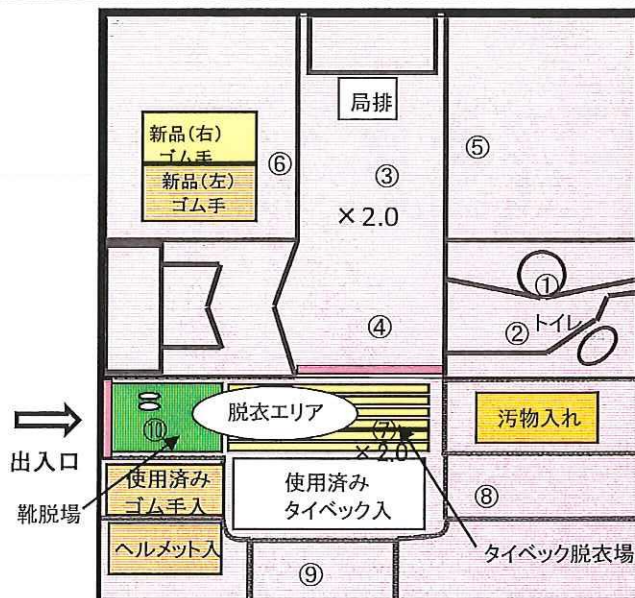 局排
新品(右)
ゴム手
新品(左)
ゴム手
⑥
③
⑤
×2.0
①
④
②
トイレ
脱衣エリア
⑩
⑦
×2.0
汚物入れ
出入口
使用済み
ゴム手入
使用済み
タイベック入
⑧
靴脱場
ヘルメット入
タイベック脱衣場
⑨